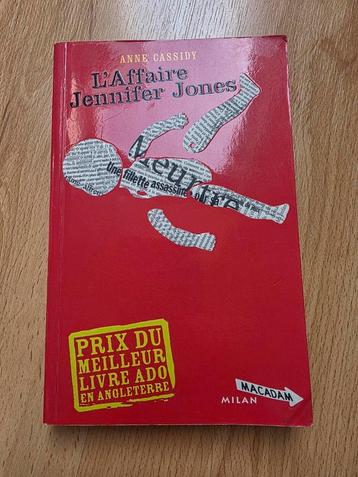 ANNE CASSIDY
L'Affaire
Jennifer Jones
Meurtre
Une fillette assassinée
PRIX DU
MEILLEUR
LIVRE ADO
EN ANGLETERRE
MACADAM
MILAN